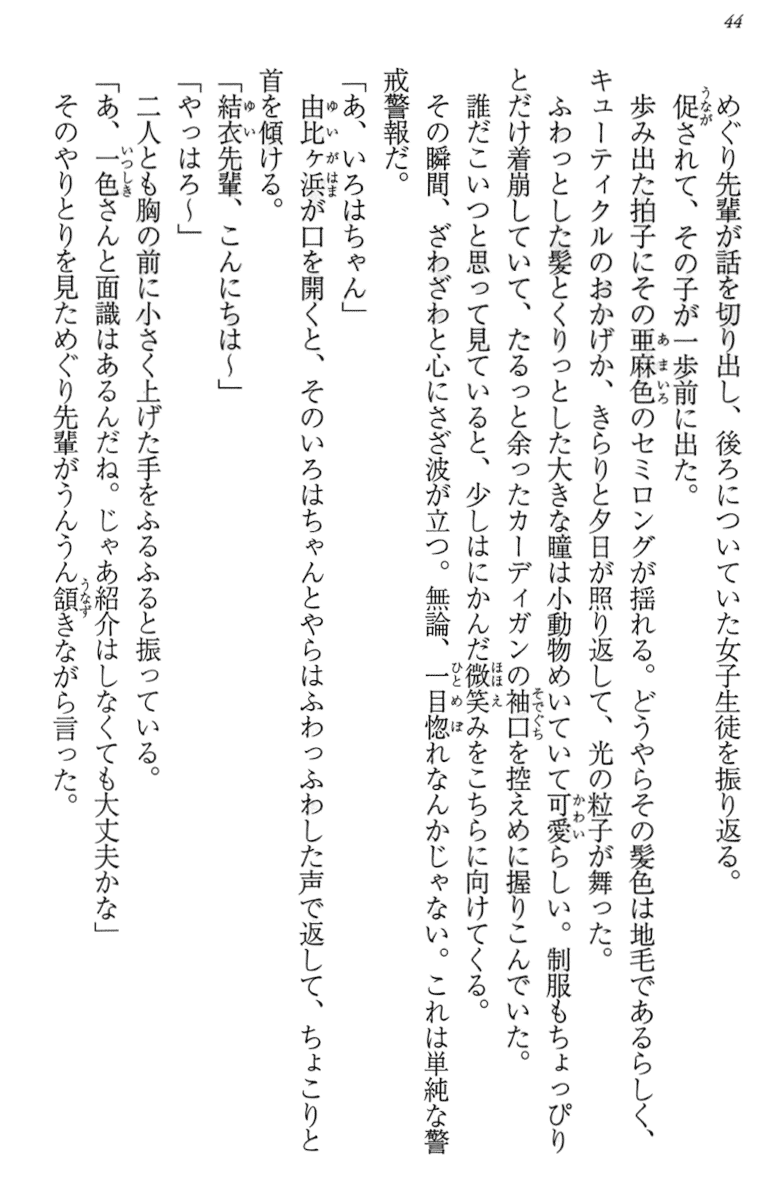 44
めぐり先輩が話を切り出し、後ろについていた女子生徒を振り返る。
促されて、その子が一歩前に出た。
歩み出た拍子にその亜麻色のセミロングが揺れる。どうやらその髪色は地毛であるらしく、
キューティクルのおかげか、きらりと夕日が照り返して、光の粒子が舞った。
ふわっとした髪とくりっとした大きな瞳は小動物めいていて可愛らしい。制服もちょっぴり
とだけ着崩していて、たるっと余ったカーディガンの袖口を控えめに握りこんでいた。
誰だこいつと思って見ていると、少しはにかんだ微笑みをこちらに向けてくる。
その瞬間、ざわざわと心にさざ波が立つ。無論、一目惚れなんかじゃない。これは単純な警
戒警報だ。
「あ、いろはちゃん」
由比ヶ浜が口を開くと、そのいろはちゃんとやらはふわっふわした声で返して、ちょこりと
首を傾ける。
「結衣先輩、こんにちは〜」
「やっはろ〜」
二人とも胸の前に小さく上げた手をふるふると振っている。
「あ、一色さんと面識はあるんだね。じゃあ紹介はしなくても大丈夫かな」
そのやりとりを見ためぐり先輩がうんうん頷きながら言った。